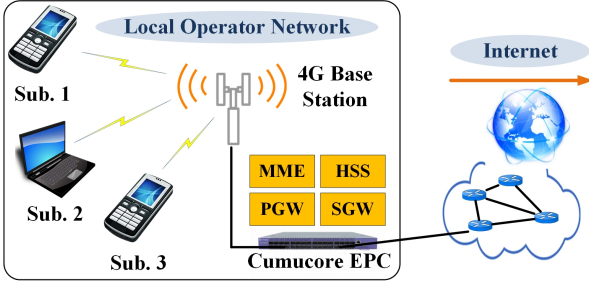 Local Operator Network
Internet
Sub. 1
4G Base
Station
Sub. 2
MME
HSS
PGW
SGW
Sub. 3
Cumucore EPC